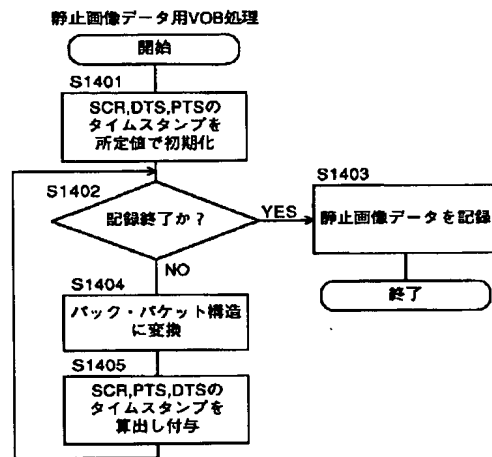 静止画像データ用VOB処理
開始
S1401
SCR,DTS,PTSの
タイムスタンプを
所定値で初期化
S1402
記録終了か？
YES
S1403
静止画像データを記録
終了
NO
S1404
パック・パケット構造
に変換
S1405
SCR,PTS,DTSの
タイムスタンプを
算出し付与